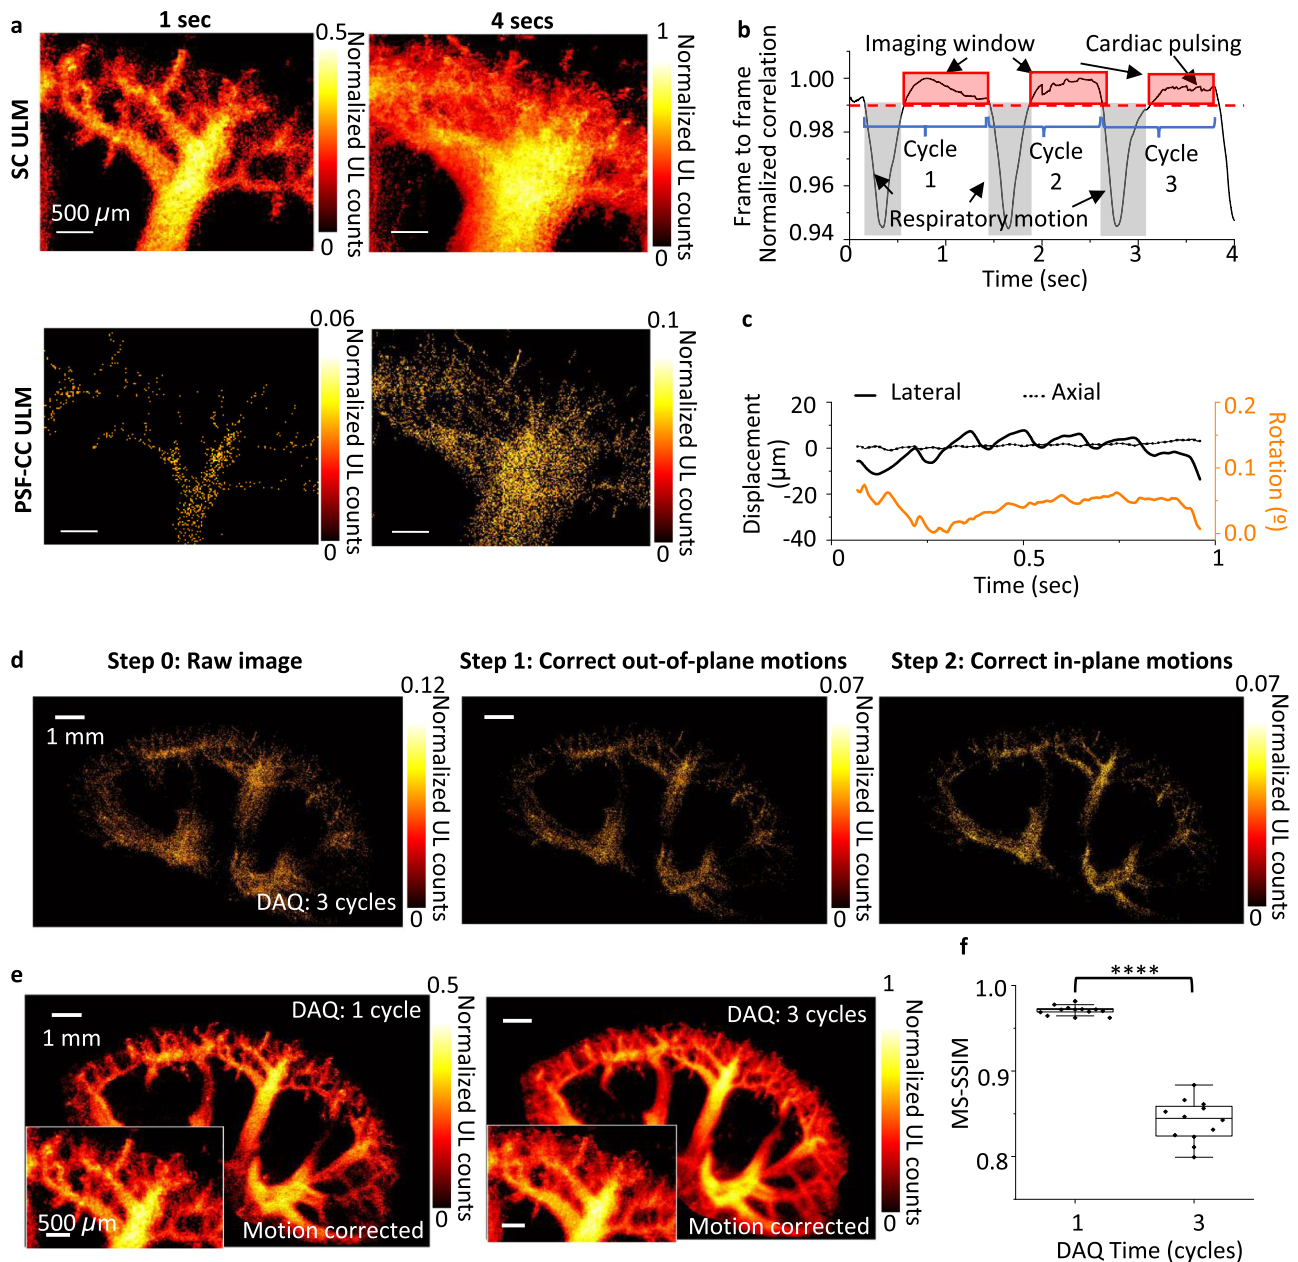 a
1 sec
4 secs
SC ULM
500 µm
0.5
0
Normalized UL counts
1
0
Normalized UL counts
PSF-CC ULM
0.06
0
Normalized UL counts
0.1
0
Normalized UL counts
b
Imaging window
Cardiac pulsing
Frame to frame
Normalized correlation
1.00
0.98
0.96
0.94
Cycle
1
Cycle
2
Cycle
3
Respiratory motion
0 1 2 3 4
Time (sec)
c
Lateral
Axial
Displacement
(µm)
20
0
-20
-40
0.2
0.1
0.0
Rotation (º)
0 0.5 1
Time (sec)
d
Step 0: Raw image
Step 1: Correct out-of-plane motions
Step 2: Correct in-plane motions
1 mm
DAQ: 3 cycles
0.12
0
Normalized UL counts
0.07
0
Normalized UL counts
0.07
0
Normalized UL counts
e
DAQ: 1 cycle
1 mm
500 µm
Motion corrected
0.5
0
Normalized UL counts
DAQ: 3 cycles
Motion corrected
1
0
Normalized UL counts
f
****
MS-SSIM
1.0
0.9
0.8
1 3
DAQ Time (cycles)